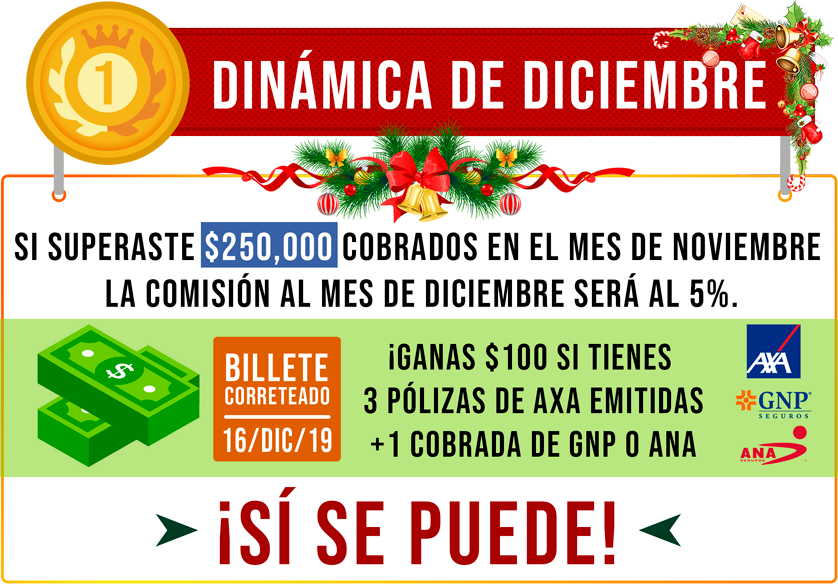 1
DINÁMICA DE DICIEMBRE
SI SUPERASTE $250,000 COBRADOS EN EL MES DE NOVIEMBRE
LA COMISIÓN AL MES DE DICIEMBRE SERÁ AL 5%.
$
BILLETE
CORRETEADO
16/DIC/19
¡GANAS $100 SI TIENES
3 PÓLIZAS DE AXA EMITIDAS
+1 COBRADA DE GNP O ANA
AXA
GNP
SEGUROS
ANA
SEGUROS
¡SÍ SE PUEDE!